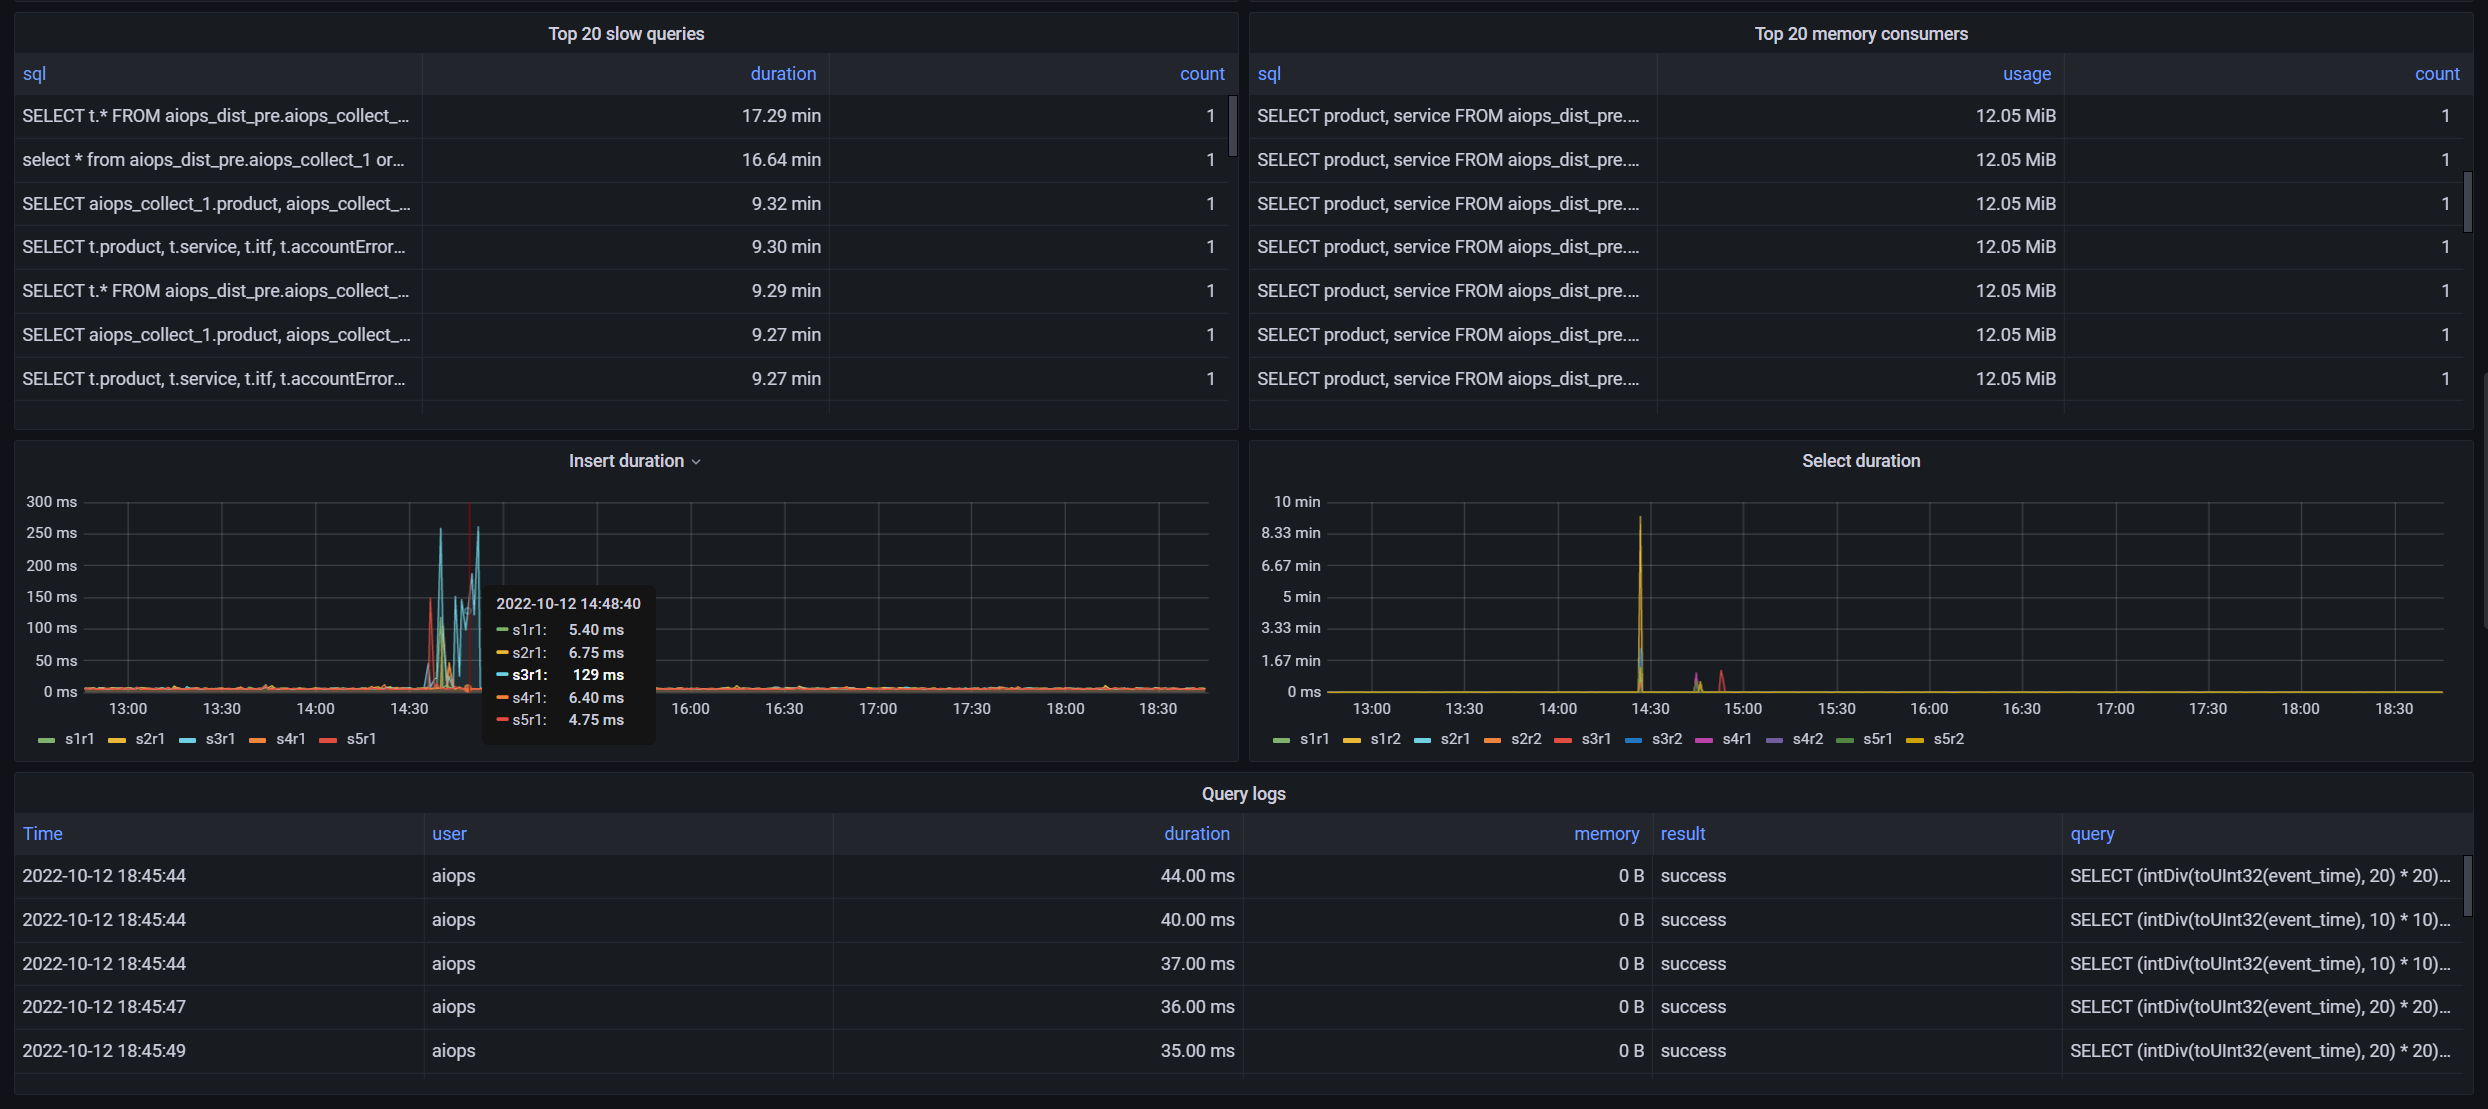 Top 20 slow queries
sql duration count
SELECT t.* FROM aiops_dist_pre.aiops_collect_... 17.29 min 1
select * from aiops_dist_pre.aiops_collect_1 or... 16.64 min 1
SELECT aiops_collect_1.product, aiops_collect_... 9.32 min 1
SELECT t.product, t.service, t.itf, t.accountError... 9.30 min 1
SELECT t.* FROM aiops_dist_pre.aiops_collect_... 9.29 min 1
SELECT aiops_collect_1.product, aiops_collect_... 9.27 min 1
SELECT t.product, t.service, t.itf, t.accountError... 9.27 min 1
Top 20 memory consumers
sql usage count
SELECT product, service FROM aiops_dist_pre.... 12.05 MiB 1
SELECT product, service FROM aiops_dist_pre.... 12.05 MiB 1
SELECT product, service FROM aiops_dist_pre.... 12.05 MiB 1
SELECT product, service FROM aiops_dist_pre.... 12.05 MiB 1
SELECT product, service FROM aiops_dist_pre.... 12.05 MiB 1
SELECT product, service FROM aiops_dist_pre.... 12.05 MiB 1
SELECT product, service FROM aiops_dist_pre.... 12.05 MiB 1
Insert duration
300 ms
250 ms
200 ms
150 ms
100 ms
50 ms
0 ms
13:00 13:30 14:00 14:30 16:00 16:30 17:00 17:30 18:00 18:30
2022-10-12 14:48:40
s1r1: 5.40 ms
s2r1: 6.75 ms
s3r1: 129 ms
s4r1: 6.40 ms
s5r1: 4.75 ms
s1r1 s2r1 s3r1 s4r1 s5r1
Select duration
10 min
8.33 min
6.67 min
5 min
3.33 min
1.67 min
0 ms
13:00 13:30 14:00 14:30 15:00 15:30 16:00 16:30 17:00 17:30 18:00 18:30
s1r1 s1r2 s2r1 s2r2 s3r1 s3r2 s4r1 s4r2 s5r1 s5r2
Query logs
Time user duration memory result query
2022-10-12 18:45:44 aiops 44.00 ms 0 B success SELECT (intDiv(toUInt32(event_time), 20) * 20)...
2022-10-12 18:45:44 aiops 40.00 ms 0 B success SELECT (intDiv(toUInt32(event_time), 10) * 10)...
2022-10-12 18:45:44 aiops 37.00 ms 0 B success SELECT (intDiv(toUInt32(event_time), 10) * 10)...
2022-10-12 18:45:47 aiops 36.00 ms 0 B success SELECT (intDiv(toUInt32(event_time), 20) * 20)...
2022-10-12 18:45:49 aiops 35.00 ms 0 B success SELECT (intDiv(toUInt32(event_time), 20) * 20)...